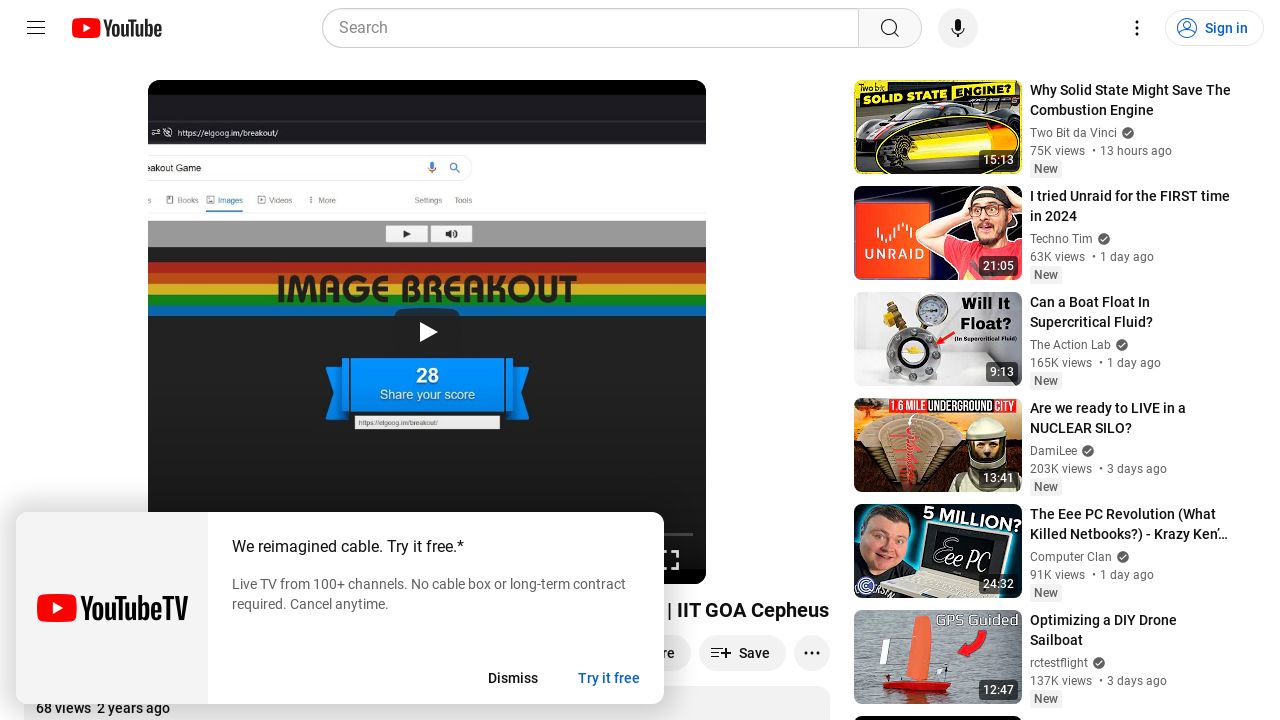 YouTube
Search
Sign in
https://elgoog.im/breakout/
eakout Game
s
Books
Images
Videos
More
Settings
Tools
IMAGE BREAKOUT
28
Share your score
https://elgoog.im/breakout/
| IIT GOA Cepheus
re
Save
68 views 2 years ago
YouTubeTV
We reimagined cable. Try it free.*
Live TV from 100+ channels. No cable box or long-term contract
required. Cancel anytime.
Dismiss
Try it free
Two bit
SOLID STATE ENGINE?
15:13
Why Solid State Might Save The
Combustion Engine
Two Bit da Vinci
75K views • 13 hours ago
New
UNRAID
21:05
I tried Unraid for the FIRST time
in 2024
Techno Tim
63K views • 1 day ago
New
Will It
Float?
(In Supercritical Fluid)
9:13
Can a Boat Float In
Supercritical Fluid?
The Action Lab
165K views • 1 day ago
New
1.6 MILE UNDERGROUND CITY
13:41
Are we ready to LIVE in a
NUCLEAR SILO?
DamiLee
203K views • 3 days ago
New
5 MILLION?
Eee PC
24:32
The Eee PC Revolution (What
Killed Netbooks?) - Krazy Ken'...
Computer Clan
91K views • 1 day ago
New
GPS Guided
12:47
Optimizing a DIY Drone
Sailboat
rctestflight
137K views • 3 days ago
New